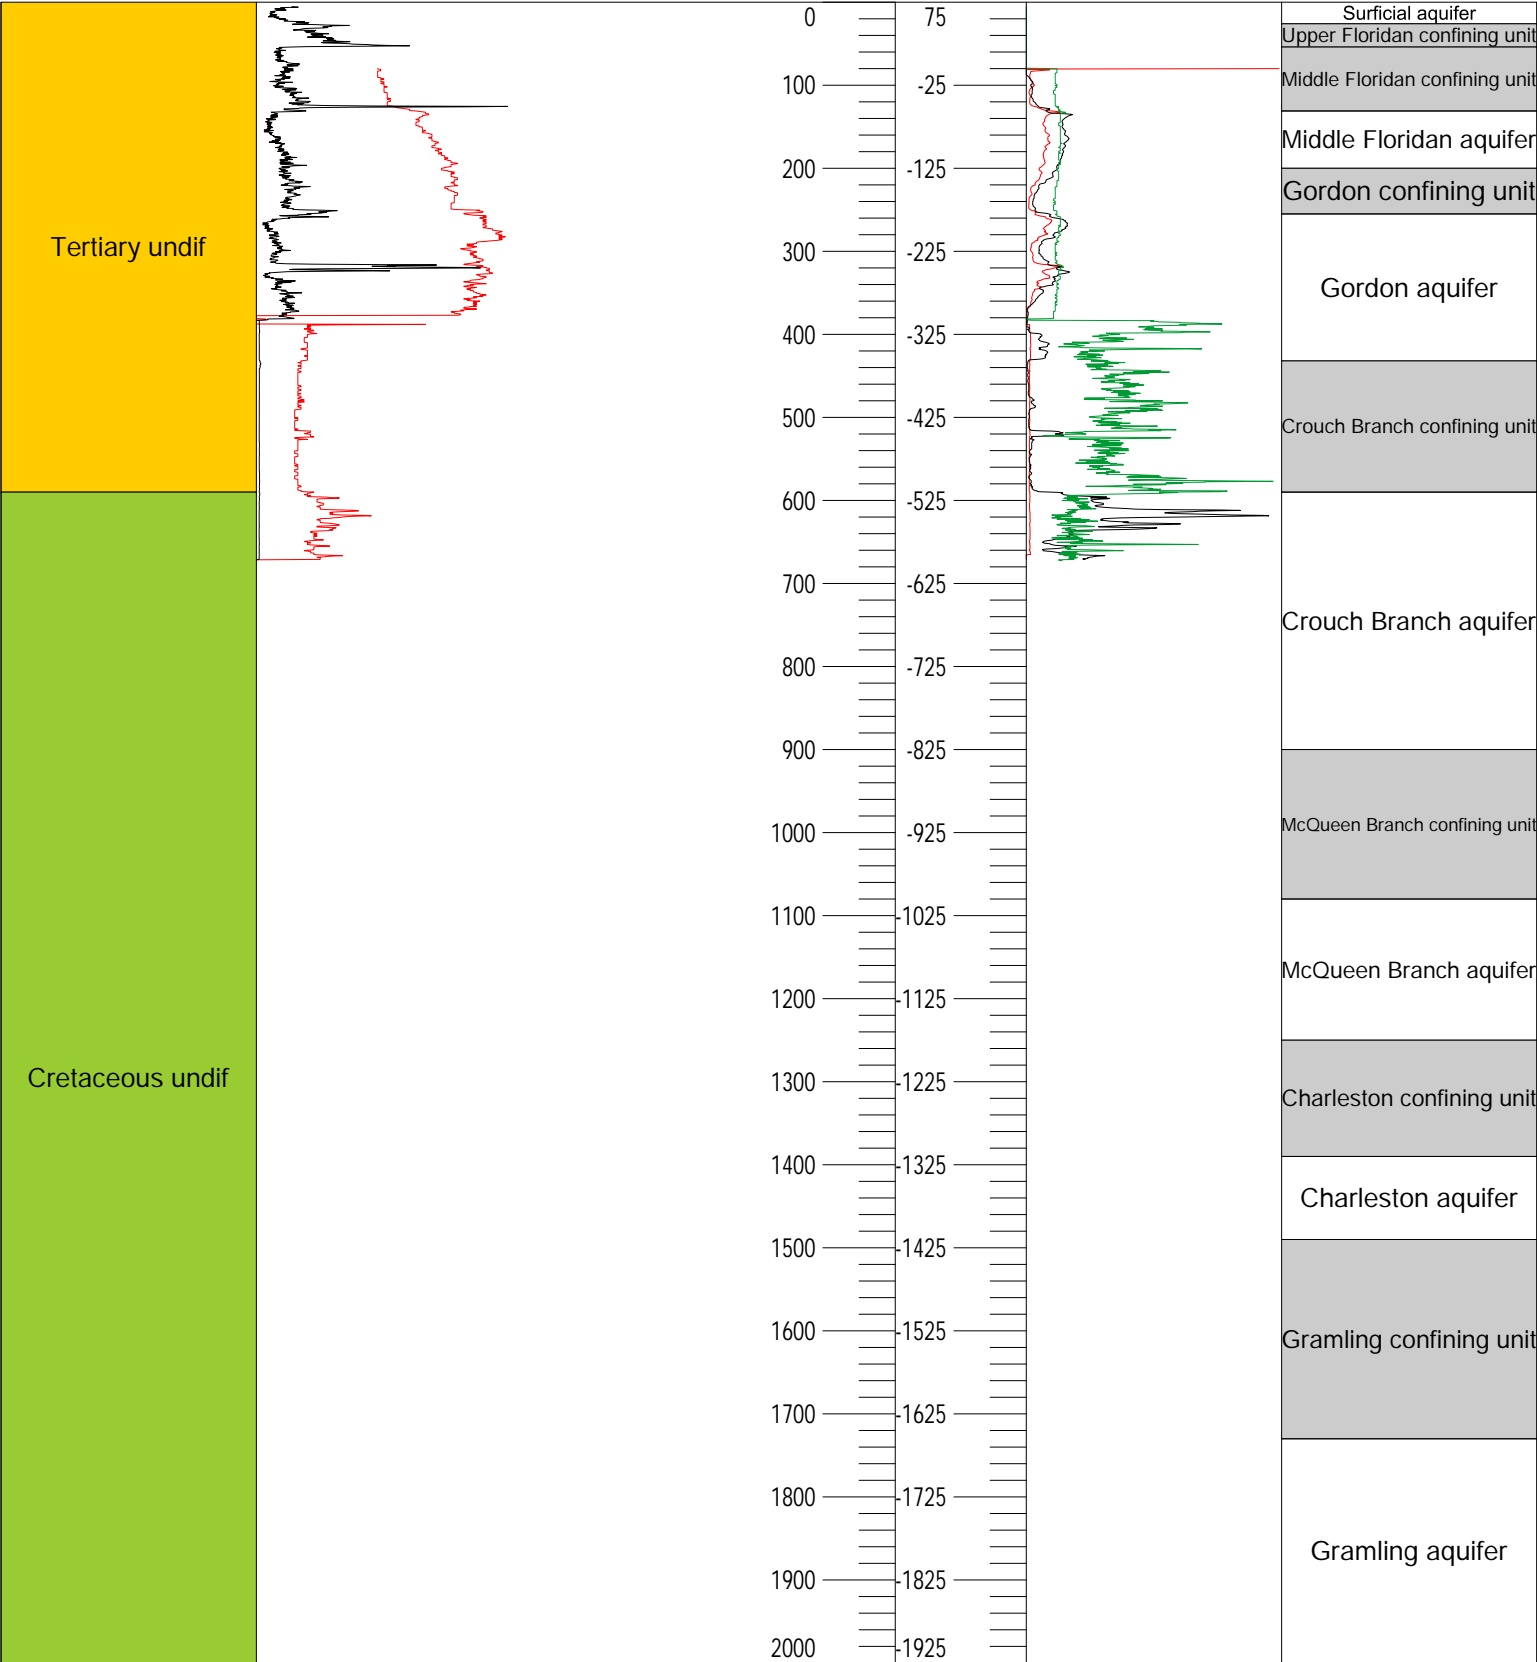 Tertiary undif
Cretaceous undif
0
100
200
300
400
500
600
700
800
900
1000
1100
1200
1300
1400
1500
1600
1700
1800
1900
2000
75
-25
-125
-225
-325
-425
-525
-625
-725
-825
-925
-1025
-1125
-1225
-1325
-1425
-1525
-1625
-1725
-1825
-1925
Surficial aquifer
Upper Floridan confining unit
Middle Floridan confining unit
Middle Floridan aquifer
Gordon confining unit
Gordon aquifer
Crouch Branch confining unit
Crouch Branch aquifer
McQueen Branch confining unit
McQueen Branch aquifer
Charleston confining unit
Charleston aquifer
Gramling confining unit
Gramling aquifer